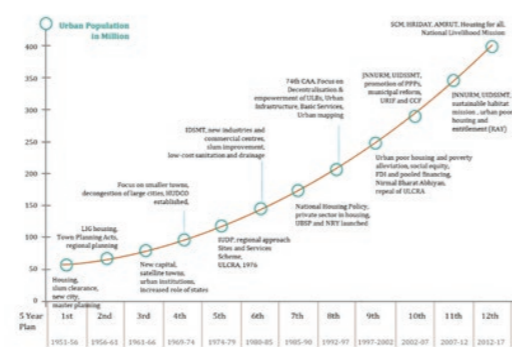 Urban Population
in Million
SCM, HRIDAY, AMRUT, Housing for all,
National Livelihood Mission
400
350
300
250
200
150
100
50
0
74th CAA, Focus on
Decentralisation &
empowerment of ULBs, Urban
Infrastructure, Basic Services,
Urban mapping
JNNURM, UIDSSMT,
promotion of PPPs,
municipal reform,
URIF and CCF
JNNURM, UIDSSMT,
sustainable habitat
mission, urban poor
housing and
entitlement (RAY)
IDSMT, new industries and
commercial centres,
slum improvement,
low-cost sanitation and drainage
Urban poor housing and poverty
alleviation, social equity,
FDI and pooled financing,
Nirmal Bharat Abhiyan,
repeal of ULCRA
Focus on smaller towns,
decongestion of large cities, HUDCO
established,
National Housing Policy,
private sector in housing,
UBSP and NRY launched
LIG housing,
Town Planning Acts,
regional planning
IUDP, regional approach
Sites and Services
Scheme,
ULCRA, 1976
New capital,
satellite towns,
urban institutions,
increased role of states
Housing,
slum clearance,
new city,
master planning
5 Year
Plan
1st 2nd 3rd 4th 5th 6th 7th 8th 9th 10th 11th 12th
1951-56 1956-61 1961-66 1969-74 1974-79 1980-85 1985-90 1992-97 1997-2002 2002-07 2007-12 2012-17